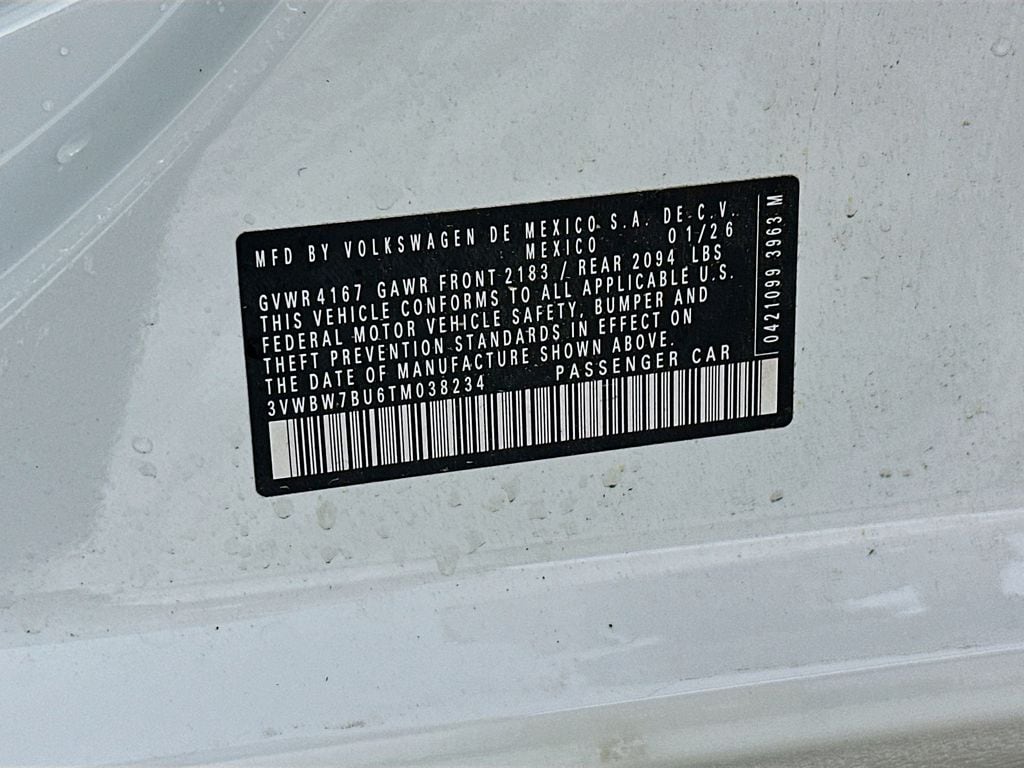 MFD BY VOLKSWAGEN DE MEXICO S.A. DE C.V.
MEXICO 01/26
GVWR 4167 GAWR FRONT 2183 / REAR 2094 LBS
THIS VEHICLE CONFORMS TO ALL APPLICABLE U.S.
FEDERAL MOTOR VEHICLE SAFETY, BUMPER AND
THEFT PREVENTION STANDARDS IN EFFECT ON
THE DATE OF MANUFACTURE SHOWN ABOVE.
3VWBW7BU6TM038234 PASSENGER CAR
0421099 3963 M